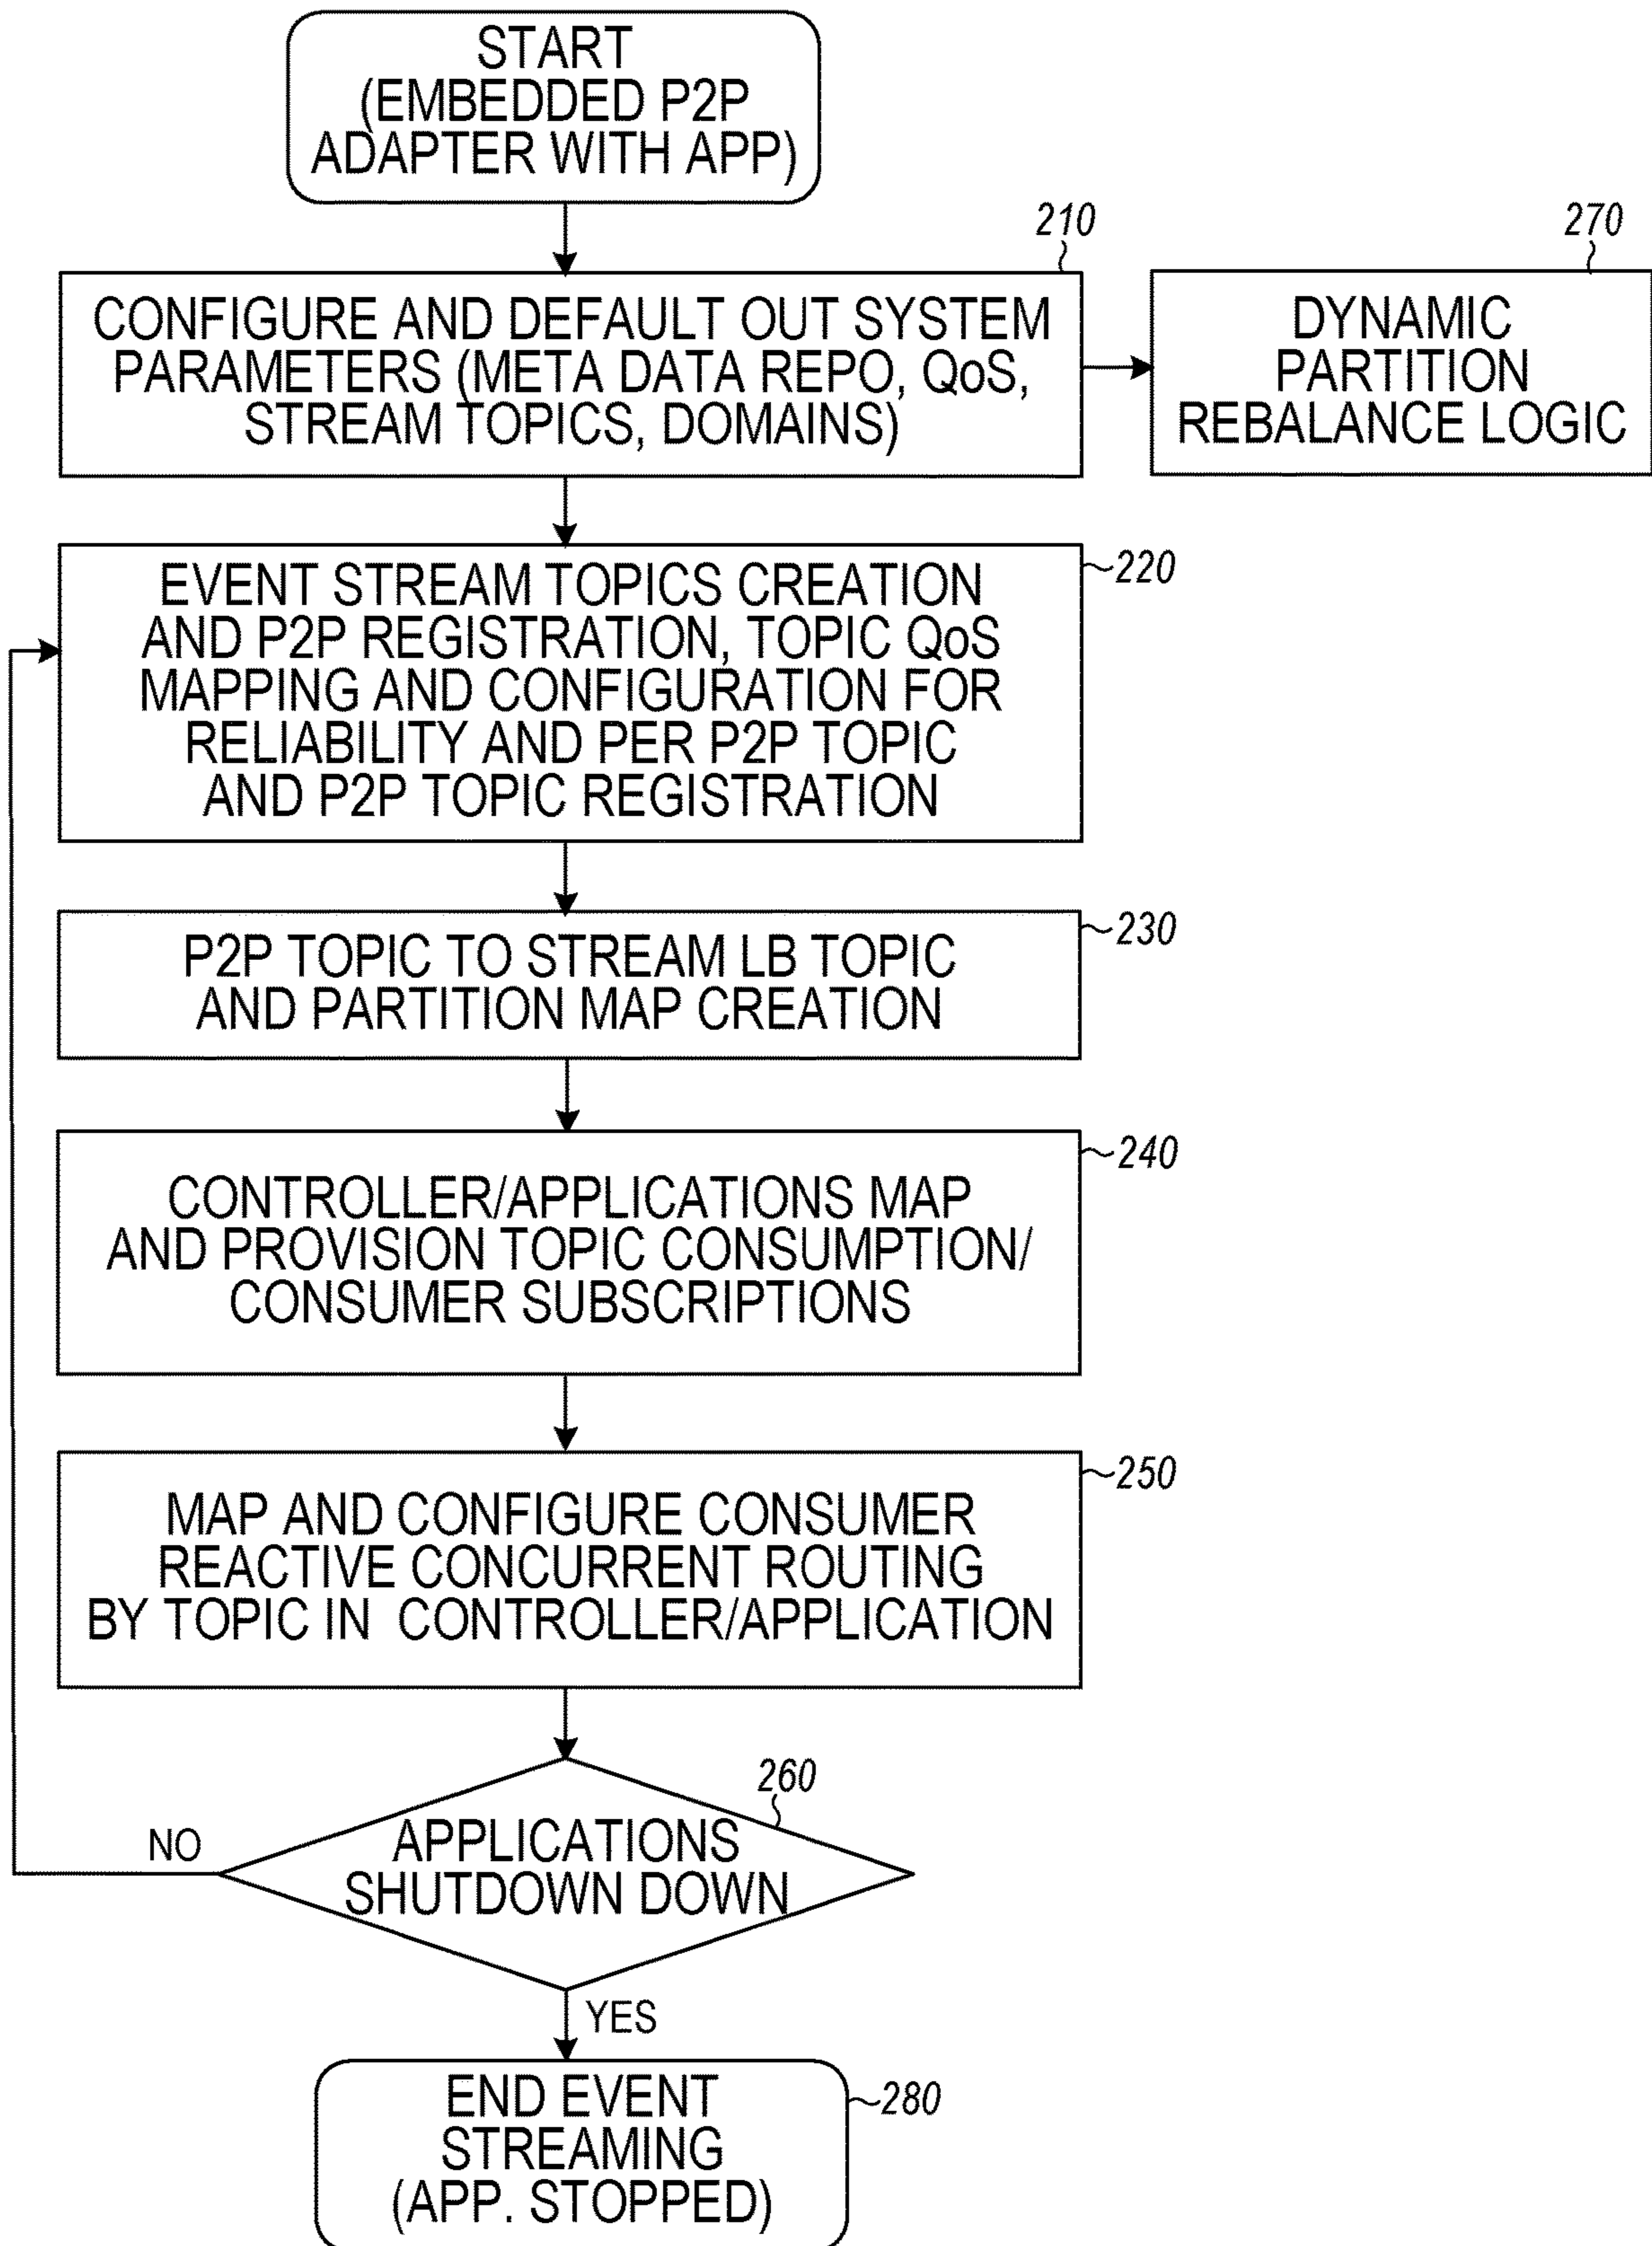 START
(EMBEDDED P2P
ADAPTER WITH APP)
210
CONFIGURE AND DEFAULT OUT SYSTEM
PARAMETERS (META DATA REPO, QoS,
STREAM TOPICS, DOMAINS)
270
DYNAMIC
PARTITION
REBALANCE LOGIC
220
EVENT STREAM TOPICS CREATION
AND P2P REGISTRATION, TOPIC QoS
MAPPING AND CONFIGURATION FOR
RELIABILITY AND PER P2P TOPIC
AND P2P TOPIC REGISTRATION
230
P2P TOPIC TO STREAM LB TOPIC
AND PARTITION MAP CREATION
240
CONTROLLER/APPLICATIONS MAP
AND PROVISION TOPIC CONSUMPTION/
CONSUMER SUBSCRIPTIONS
250
MAP AND CONFIGURE CONSUMER
REACTIVE CONCURRENT ROUTING
BY TOPIC IN CONTROLLER/APPLICATION
260
APPLICATIONS
SHUTDOWN DOWN
NO
YES
280
END EVENT
STREAMING
(APP. STOPPED)